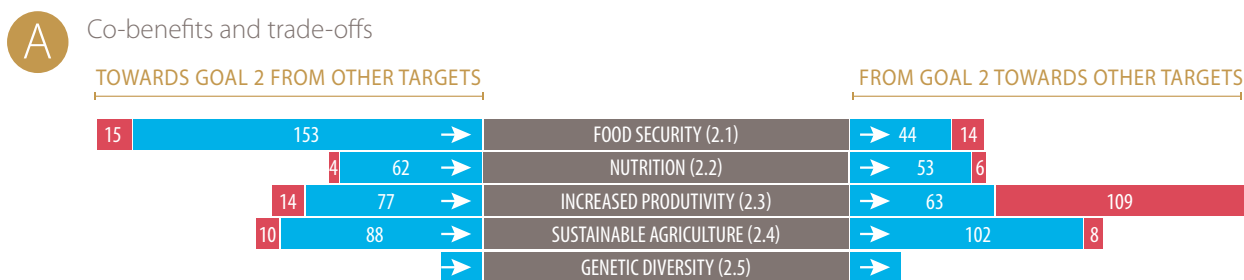 A Co-benefits and trade-offs
TOWARDS GOAL 2 FROM OTHER TARGETS FROM GOAL 2 TOWARDS OTHER TARGETS
15 153 FOOD SECURITY (2.1) 44 14
4 62 NUTRITION (2.2) 53 6
14 77 INCREASED PRODUTIVITY (2.3) 63 109
10 88 SUSTAINABLE AGRICULTURE (2.4) 102 8
GENETIC DIVERSITY (2.5)